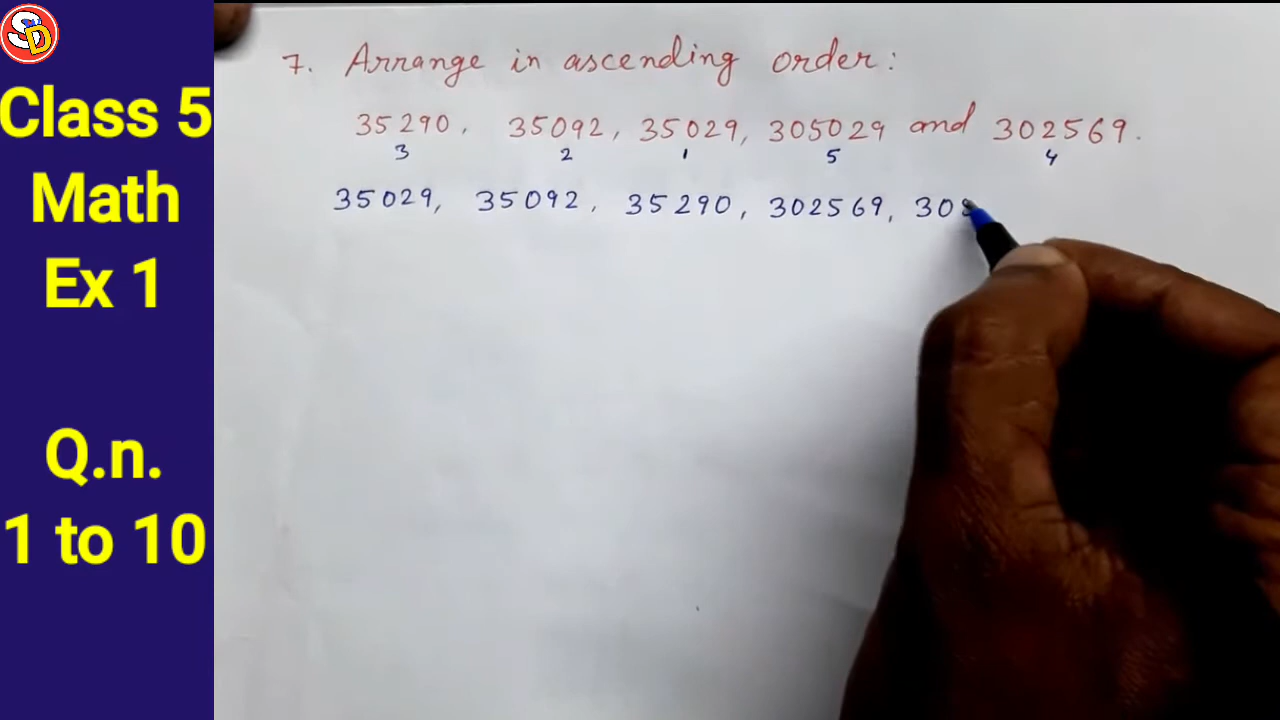 SD
Class 5
Math
Ex 1
Q.n.
1 to 10
7. Arrange in ascending order:
35290, 35092, 35029, 305029 and 302569.
3 2 1 5 4
35029, 35092, 35290, 302569, 30